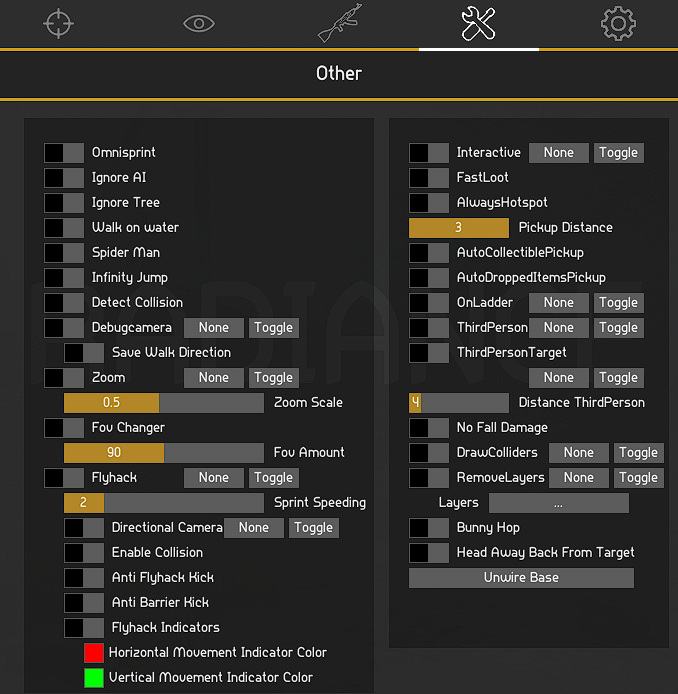 Other
Omnisprint
Ignore AI
Ignore Tree
Walk on water
Spider Man
Infinity Jump
Detect Collision
Debugcamera None Toggle
Save Walk Direction
Zoom None Toggle
0.5 Zoom Scale
Fov Changer
90 Fov Amount
Flyhack None Toggle
2 Sprint Speeding
Directional Camera None Toggle
Enable Collision
Anti Flyhack Kick
Anti Barrier Kick
Flyhack Indicators
Horizontal Movement Indicator Color
Vertical Movement Indicator Color
Interactive None Toggle
FastLoot
AlwaysHotspot
3 Pickup Distance
AutoCollectiblePickup
AutoDroppedItemsPickup
OnLadder None Toggle
ThirdPerson None Toggle
ThirdPersonTarget
None Toggle
4 Distance ThirdPerson
No Fall Damage
DrawColliders None Toggle
RemoveLayers None Toggle
Layers ...
Bunny Hop
Head Away Back From Target
Unwire Base